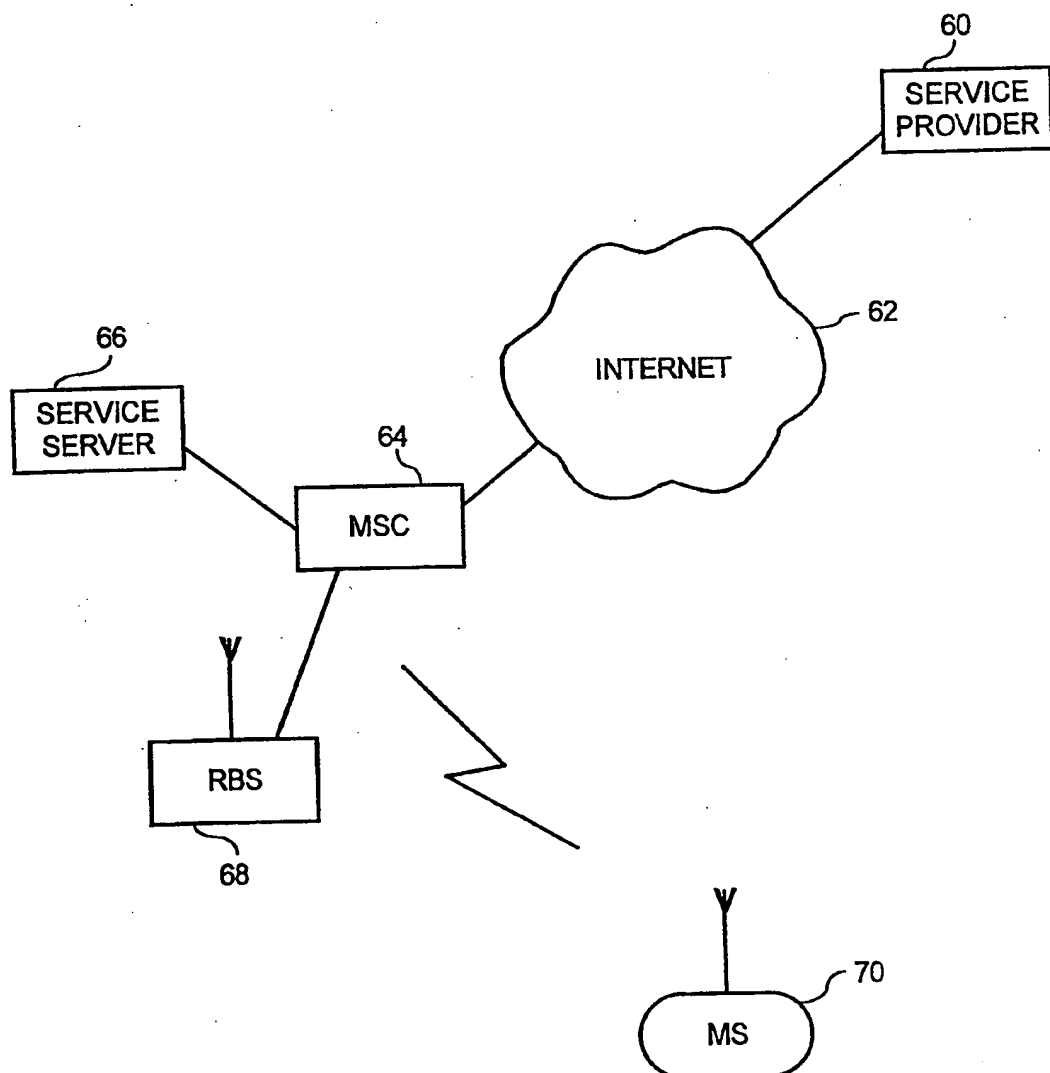 60
SERVICE
PROVIDER
62
INTERNET
66
SERVICE
SERVER
64
MSC
RBS
68
70
MS